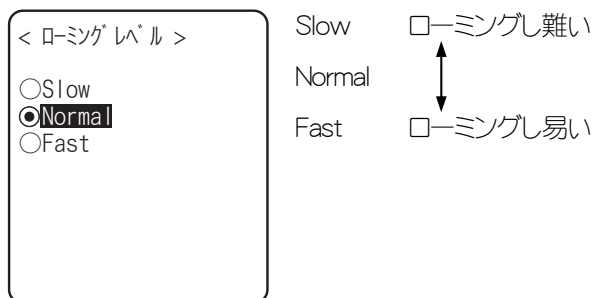 < ﾛｰﾐﾝｸﾞ ﾚﾍﾞﾙ >
○Slow
◉Normal
○Fast
Slow ローミングし難い
Normal
Fast ローミングし易い